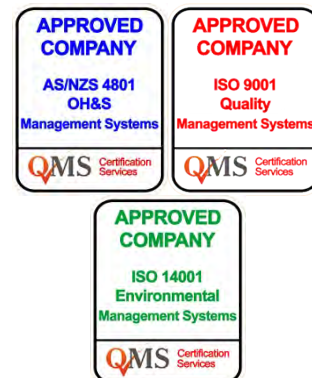 APPROVED
COMPANY
AS/NZS 4801
OH&S
Management Systems
QMS Certification
Services
APPROVED
COMPANY
ISO 9001
Quality
Management Systems
QMS Certification
Services
APPROVED
COMPANY
ISO 14001
Environmental
Management Systems
QMS Certification
Services